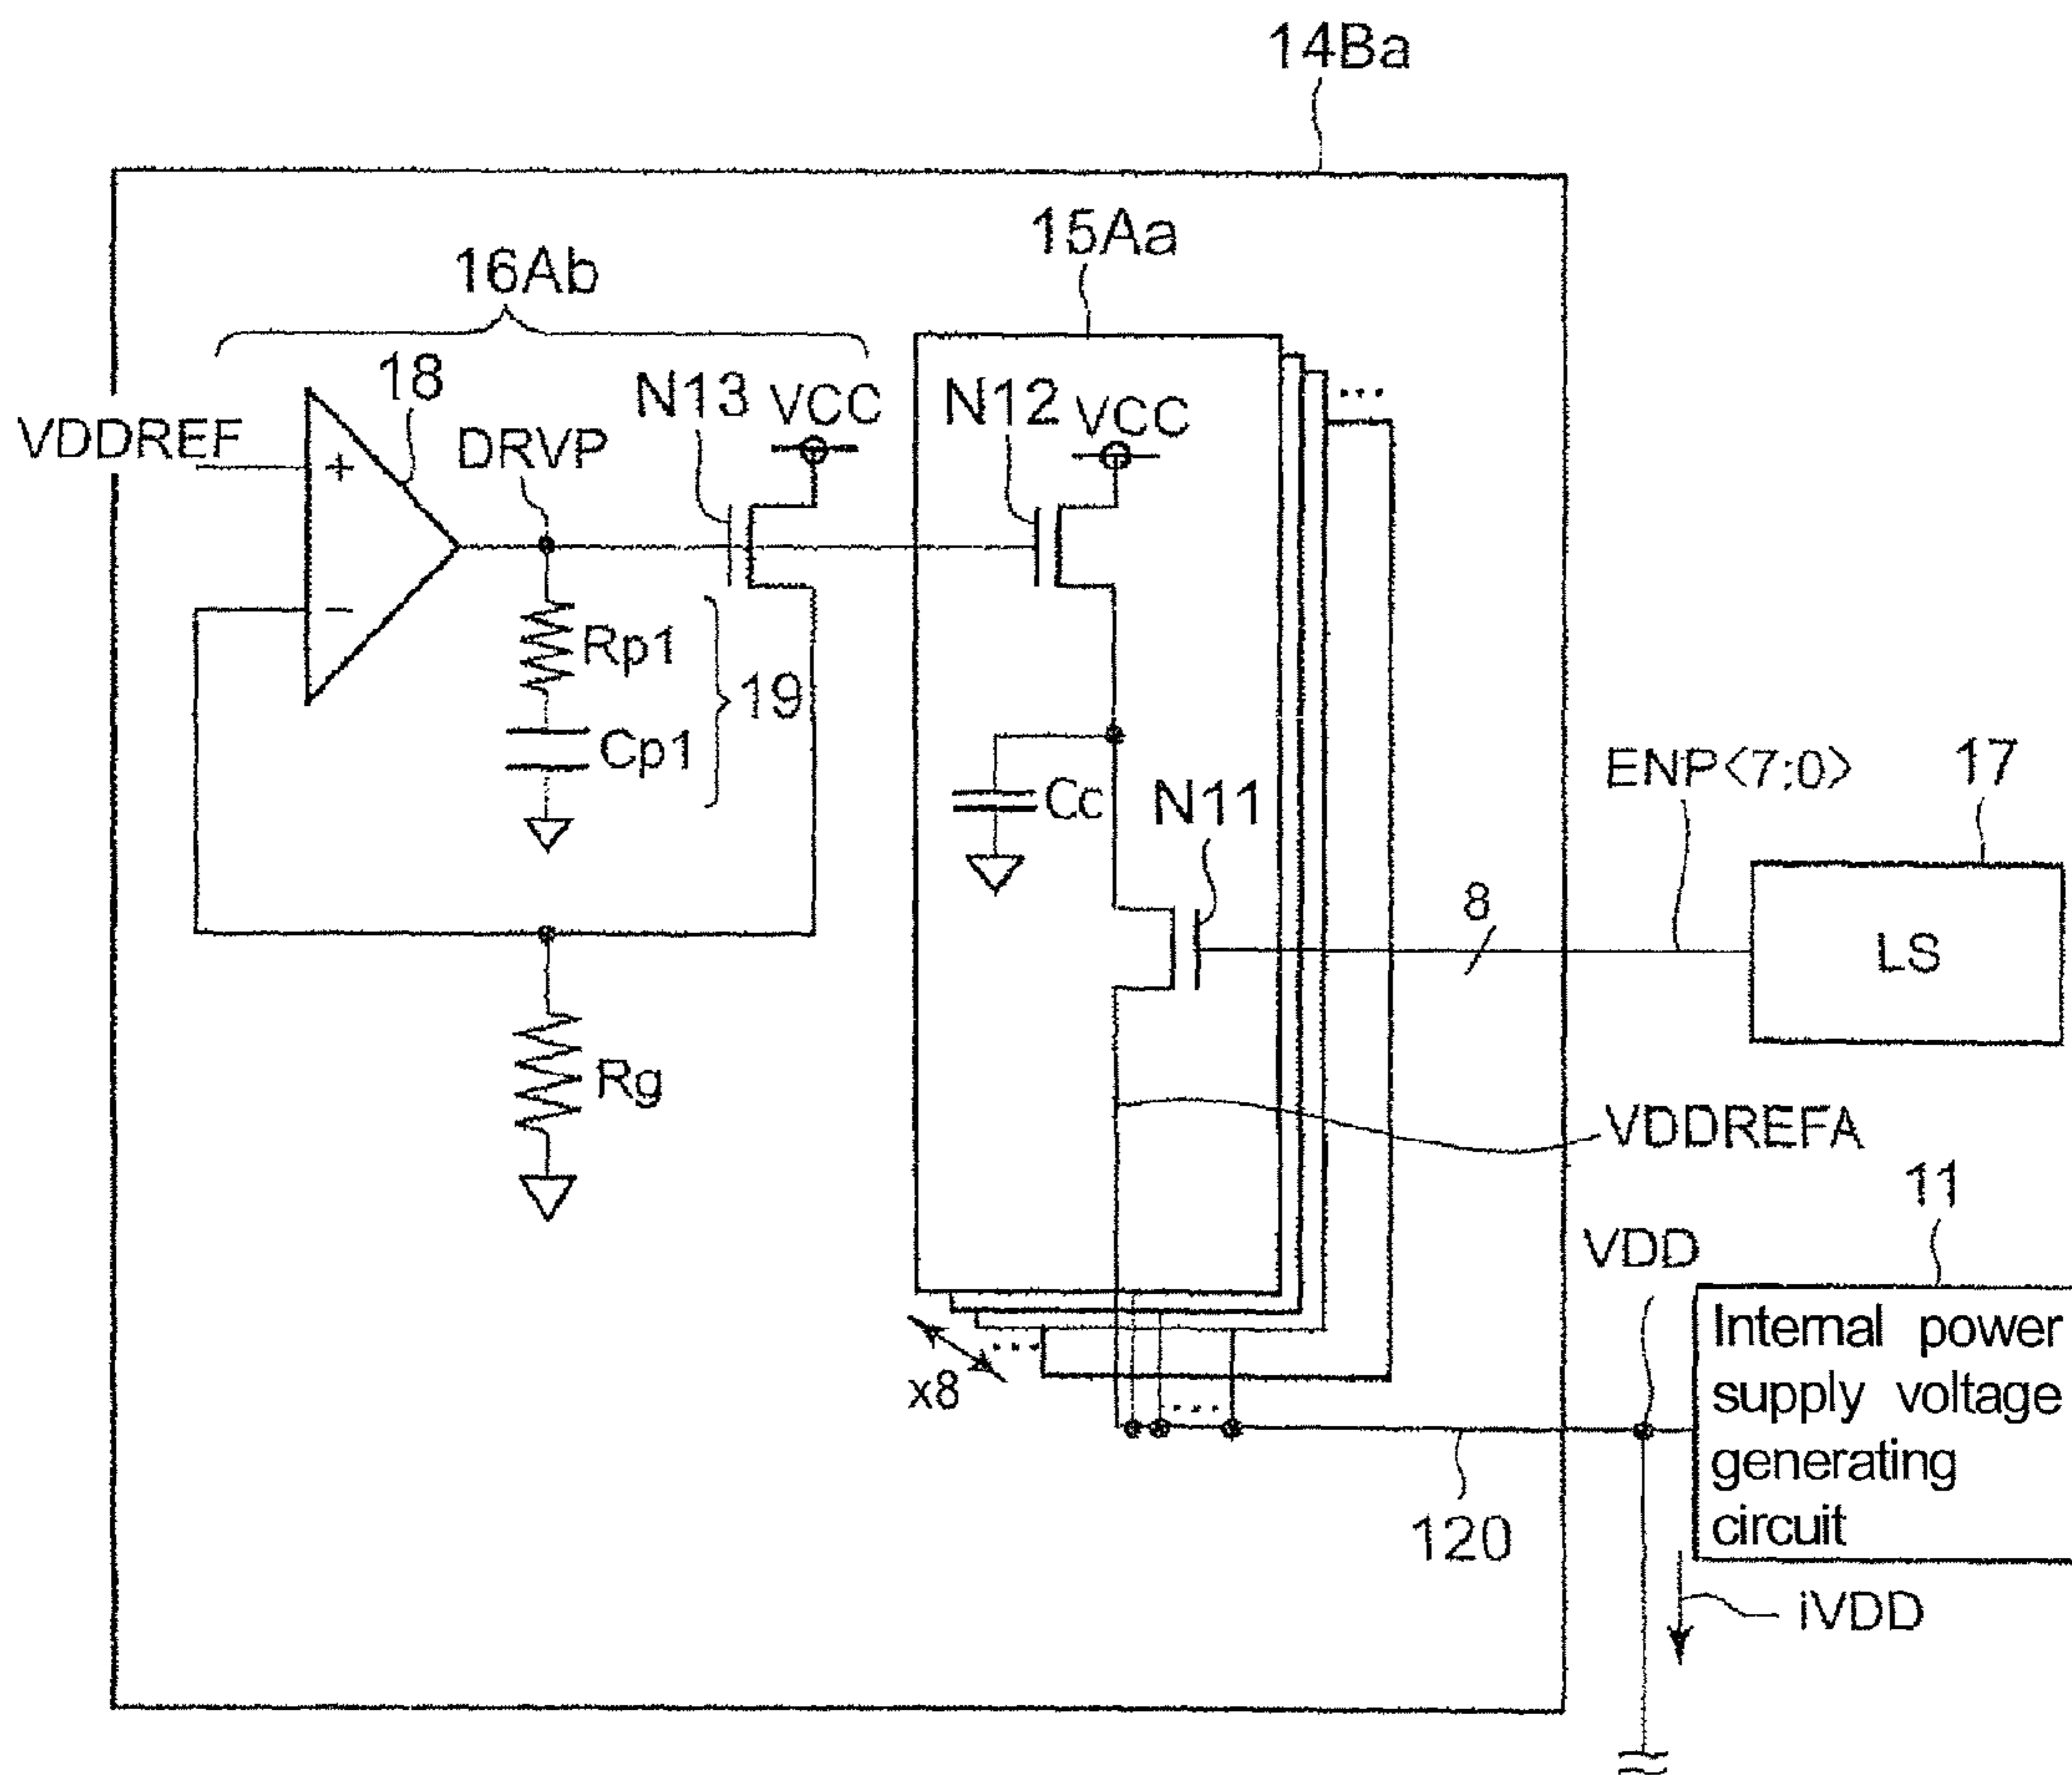 14Ba
15Aa
16Ab
18
N13
VCC
N12
VCC
...
VDDREF
+
DRVP
−
Rp1
19
Cp1
Cc
N11
ENP<7;0>
17
8
LS
Rg
VDDREFA
11
VDD
Internal power
supply voltage
generating
circuit
...
x8
...
120
iVDD